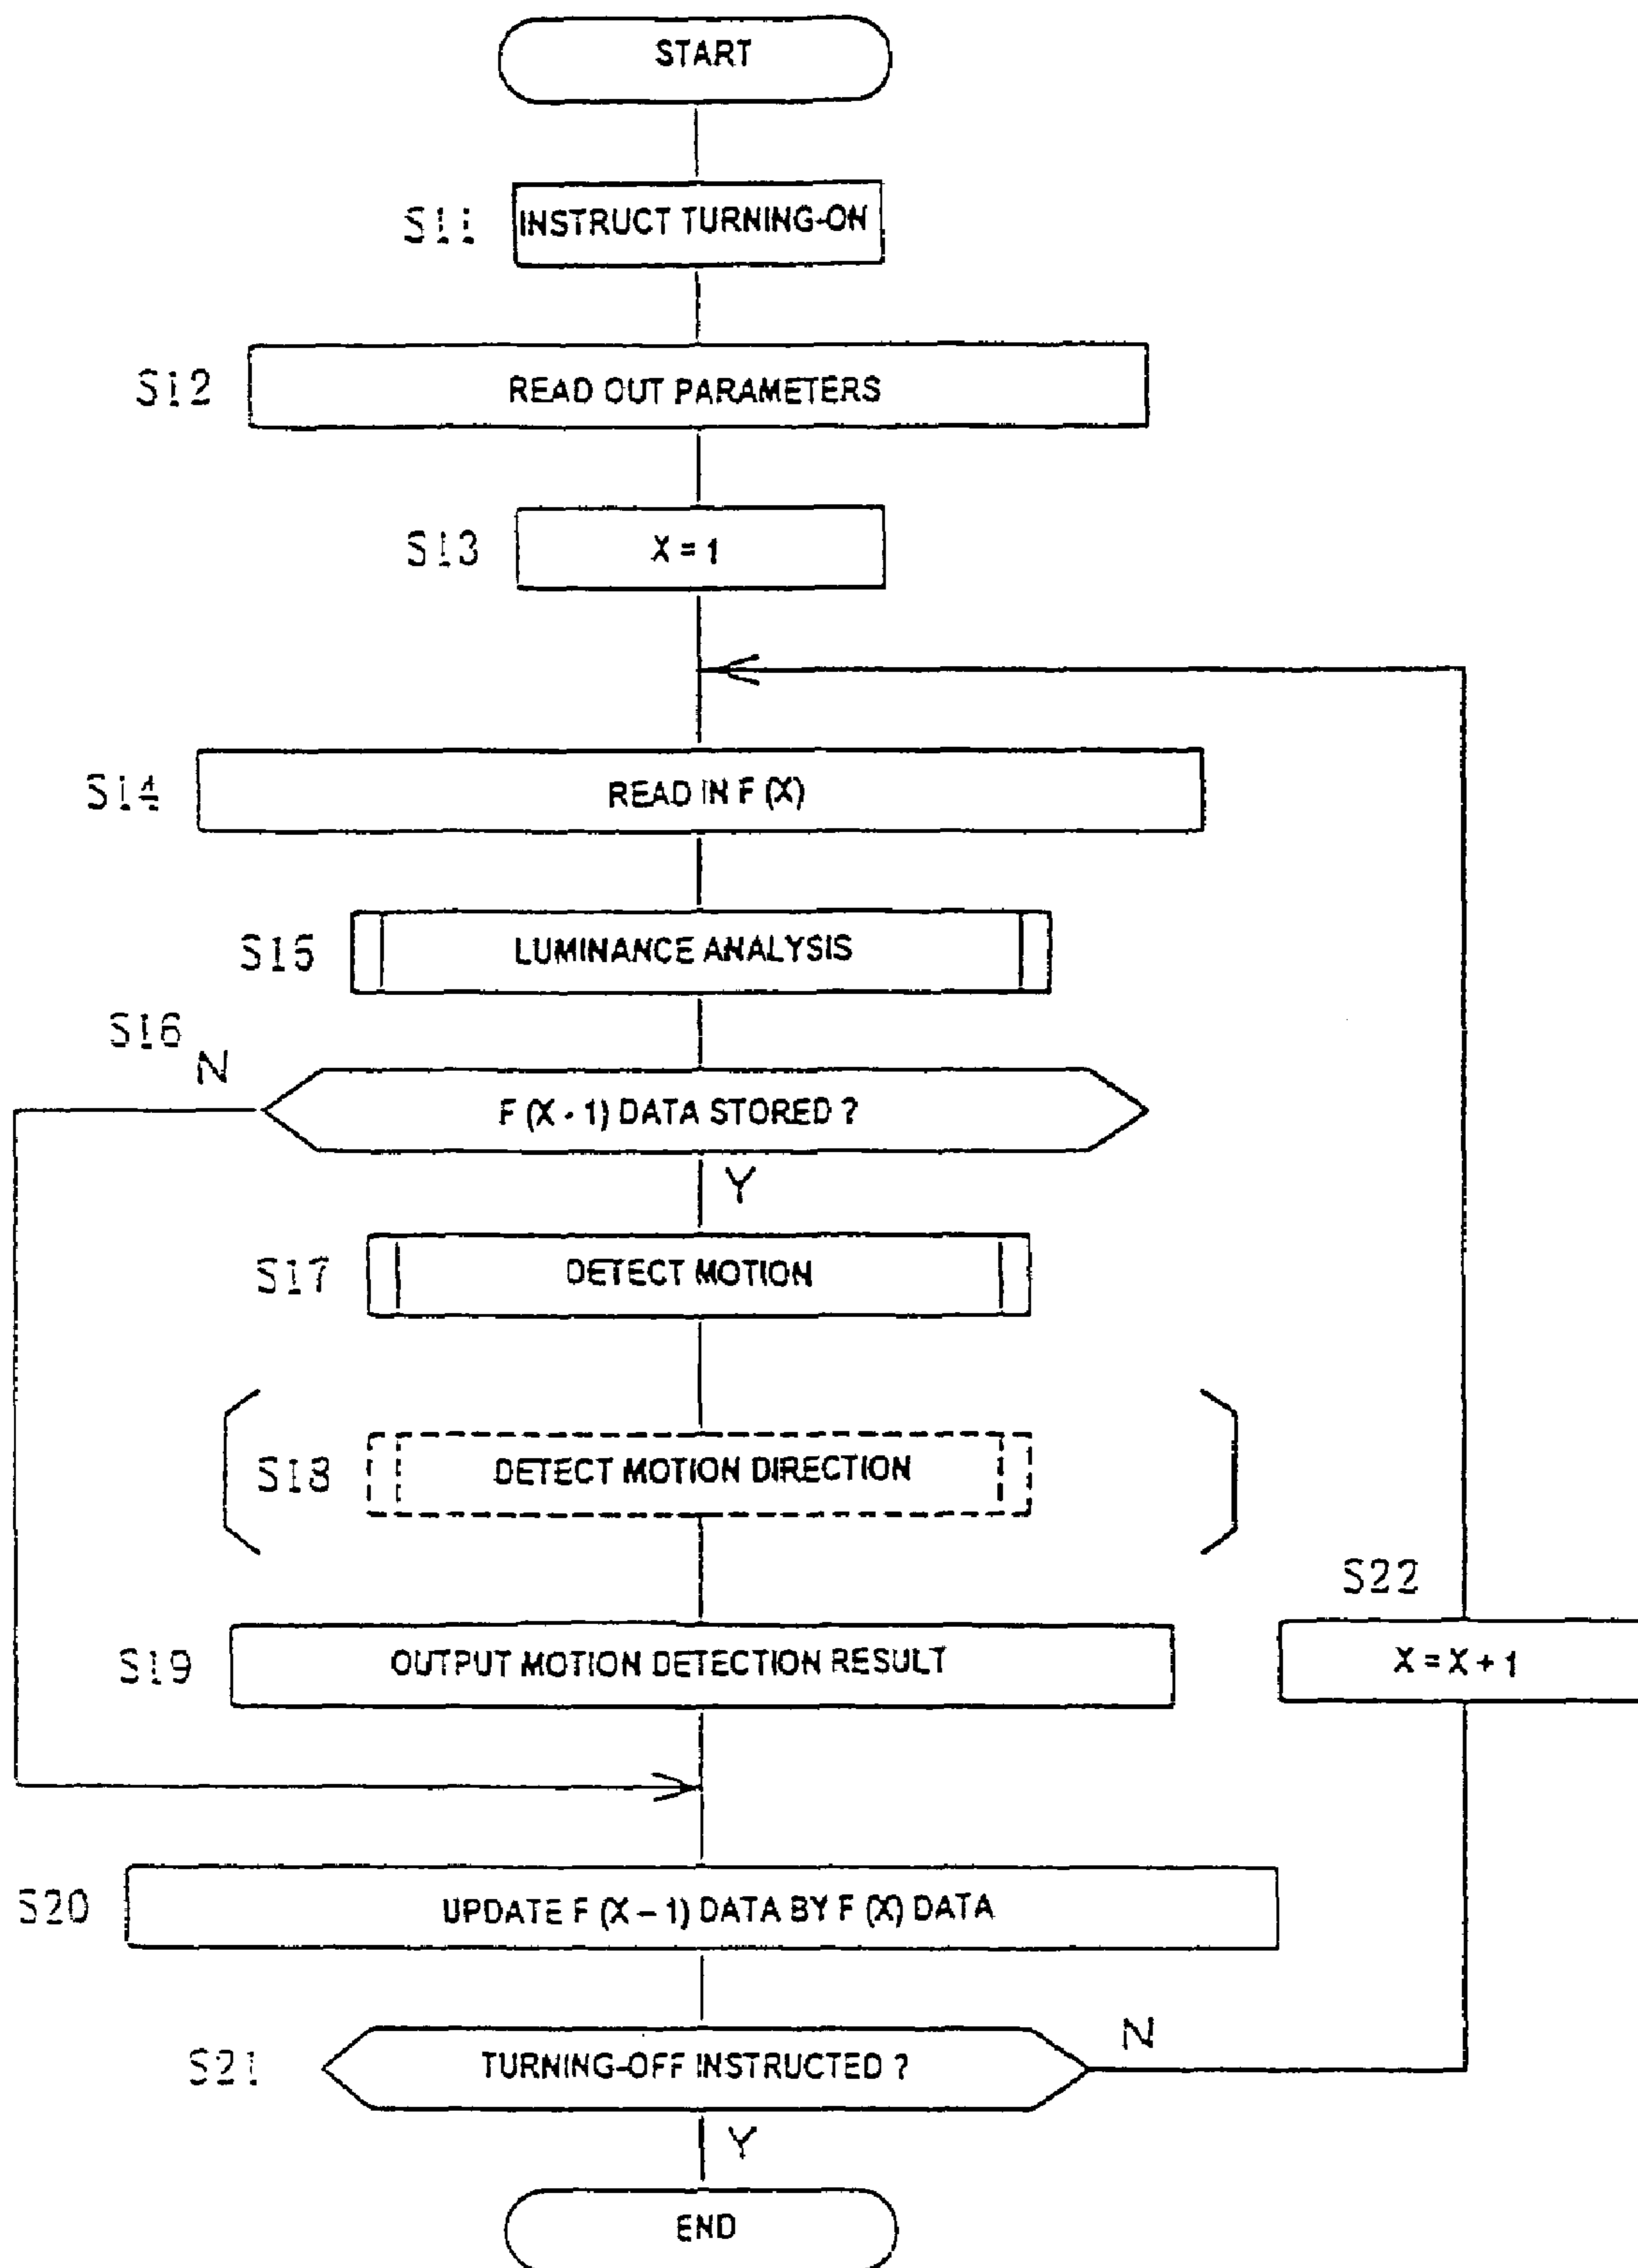 START
S11 INSTRUCT TURNING-ON
S12 READ OUT PARAMETERS
S13 X = 1
S14 READ IN F (X)
S15 LUMINANCE ANALYSIS
S16
N
F (X - 1) DATA STORED ?
Y
S17 DETECT MOTION
S18 DETECT MOTION DIRECTION
S22
S19 OUTPUT MOTION DETECTION RESULT
X = X + 1
S20 UPDATE F (X – 1) DATA BY F (X) DATA
S21 TURNING-OFF INSTRUCTED ?
N
Y
END